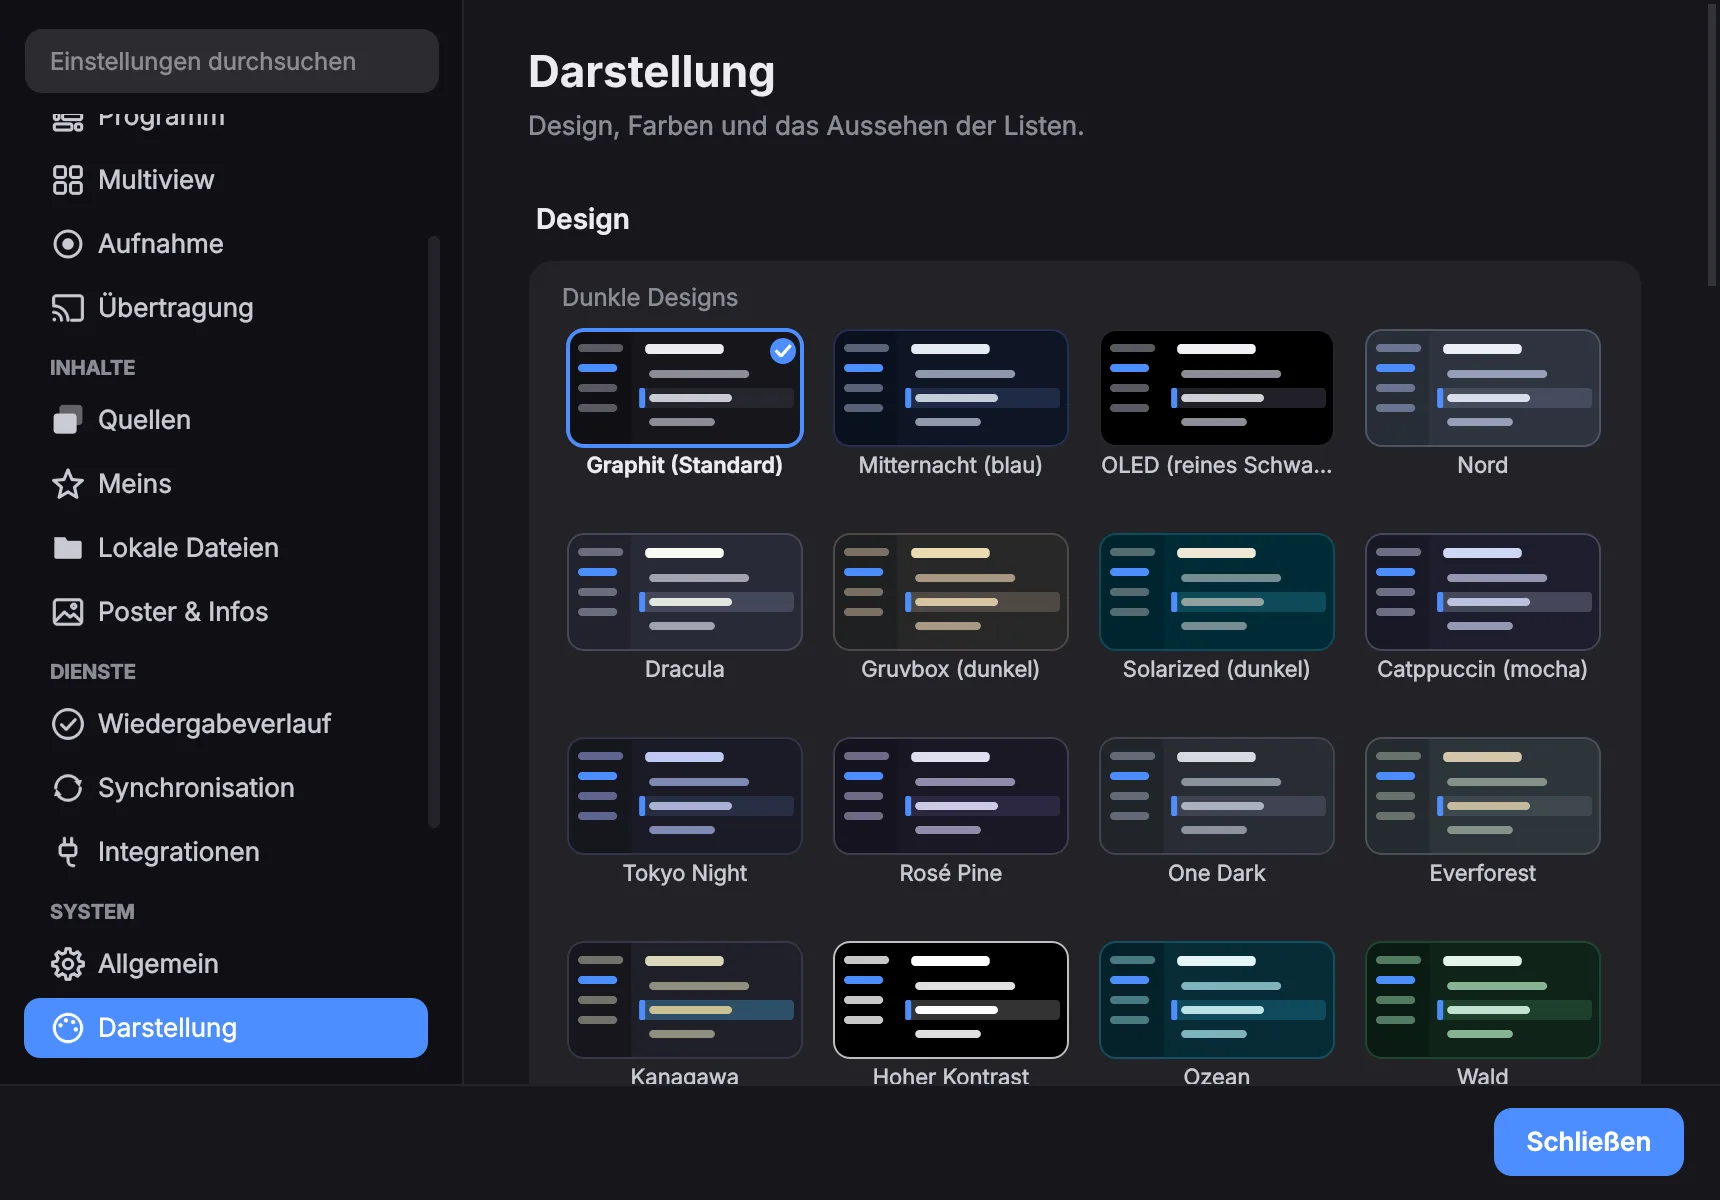 Einstellungen durchsuchen
Programm
Multiview
Aufnahme
Übertragung
INHALTE
Quellen
Meins
Lokale Dateien
Poster & Infos
DIENSTE
Wiedergabeverlauf
Synchronisation
Integrationen
SYSTEM
Allgemein
Darstellung
Darstellung
Design, Farben und das Aussehen der Listen.
Design
Dunkle Designs
Graphit (Standard)
Mitternacht (blau)
OLED (reines Schwa...
Nord
Dracula
Gruvbox (dunkel)
Solarized (dunkel)
Catppuccin (mocha)
Tokyo Night
Rosé Pine
One Dark
Everforest
Kanagawa
Hoher Kontrast
Ozean
Wald
Schließen